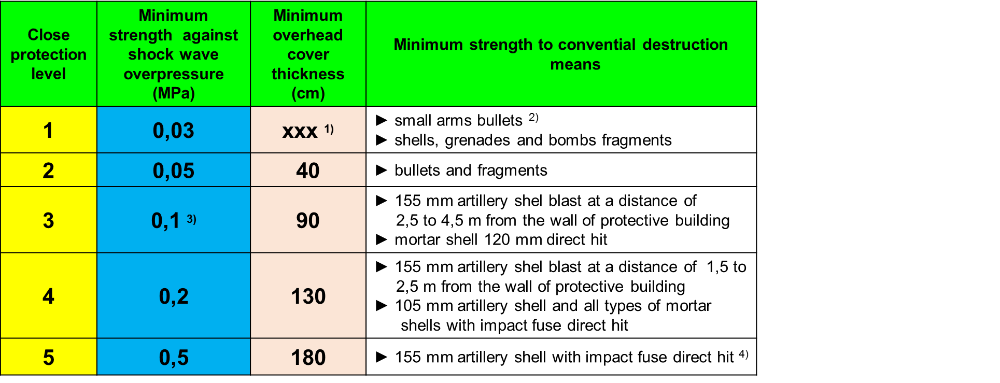 Close
protection
level
Minimum
strength against
shock wave
overpressure
(MPa)
Minimum
overhead
cover
thickness
(cm)
Minimum strength to convential destruction
means
1
0,03
xxx 1)
► small arms bullets 2)
► shells, grenades and bombs fragments
2
0,05
40
► bullets and fragments
3
0,1 3)
90
► 155 mm artillery shel blast at a distance of
2,5 to 4,5 m from the wall of protective building
► mortar shell 120 mm direct hit
4
0,2
130
► 155 mm artillery shel blast at a distance of 1,5 to
2,5 m from the wall of protective building
► 105 mm artillery shell and all types of mortar
shells with impact fuse direct hit
5
0,5
180
► 155 mm artillery shell with impact fuse direct hit 4)